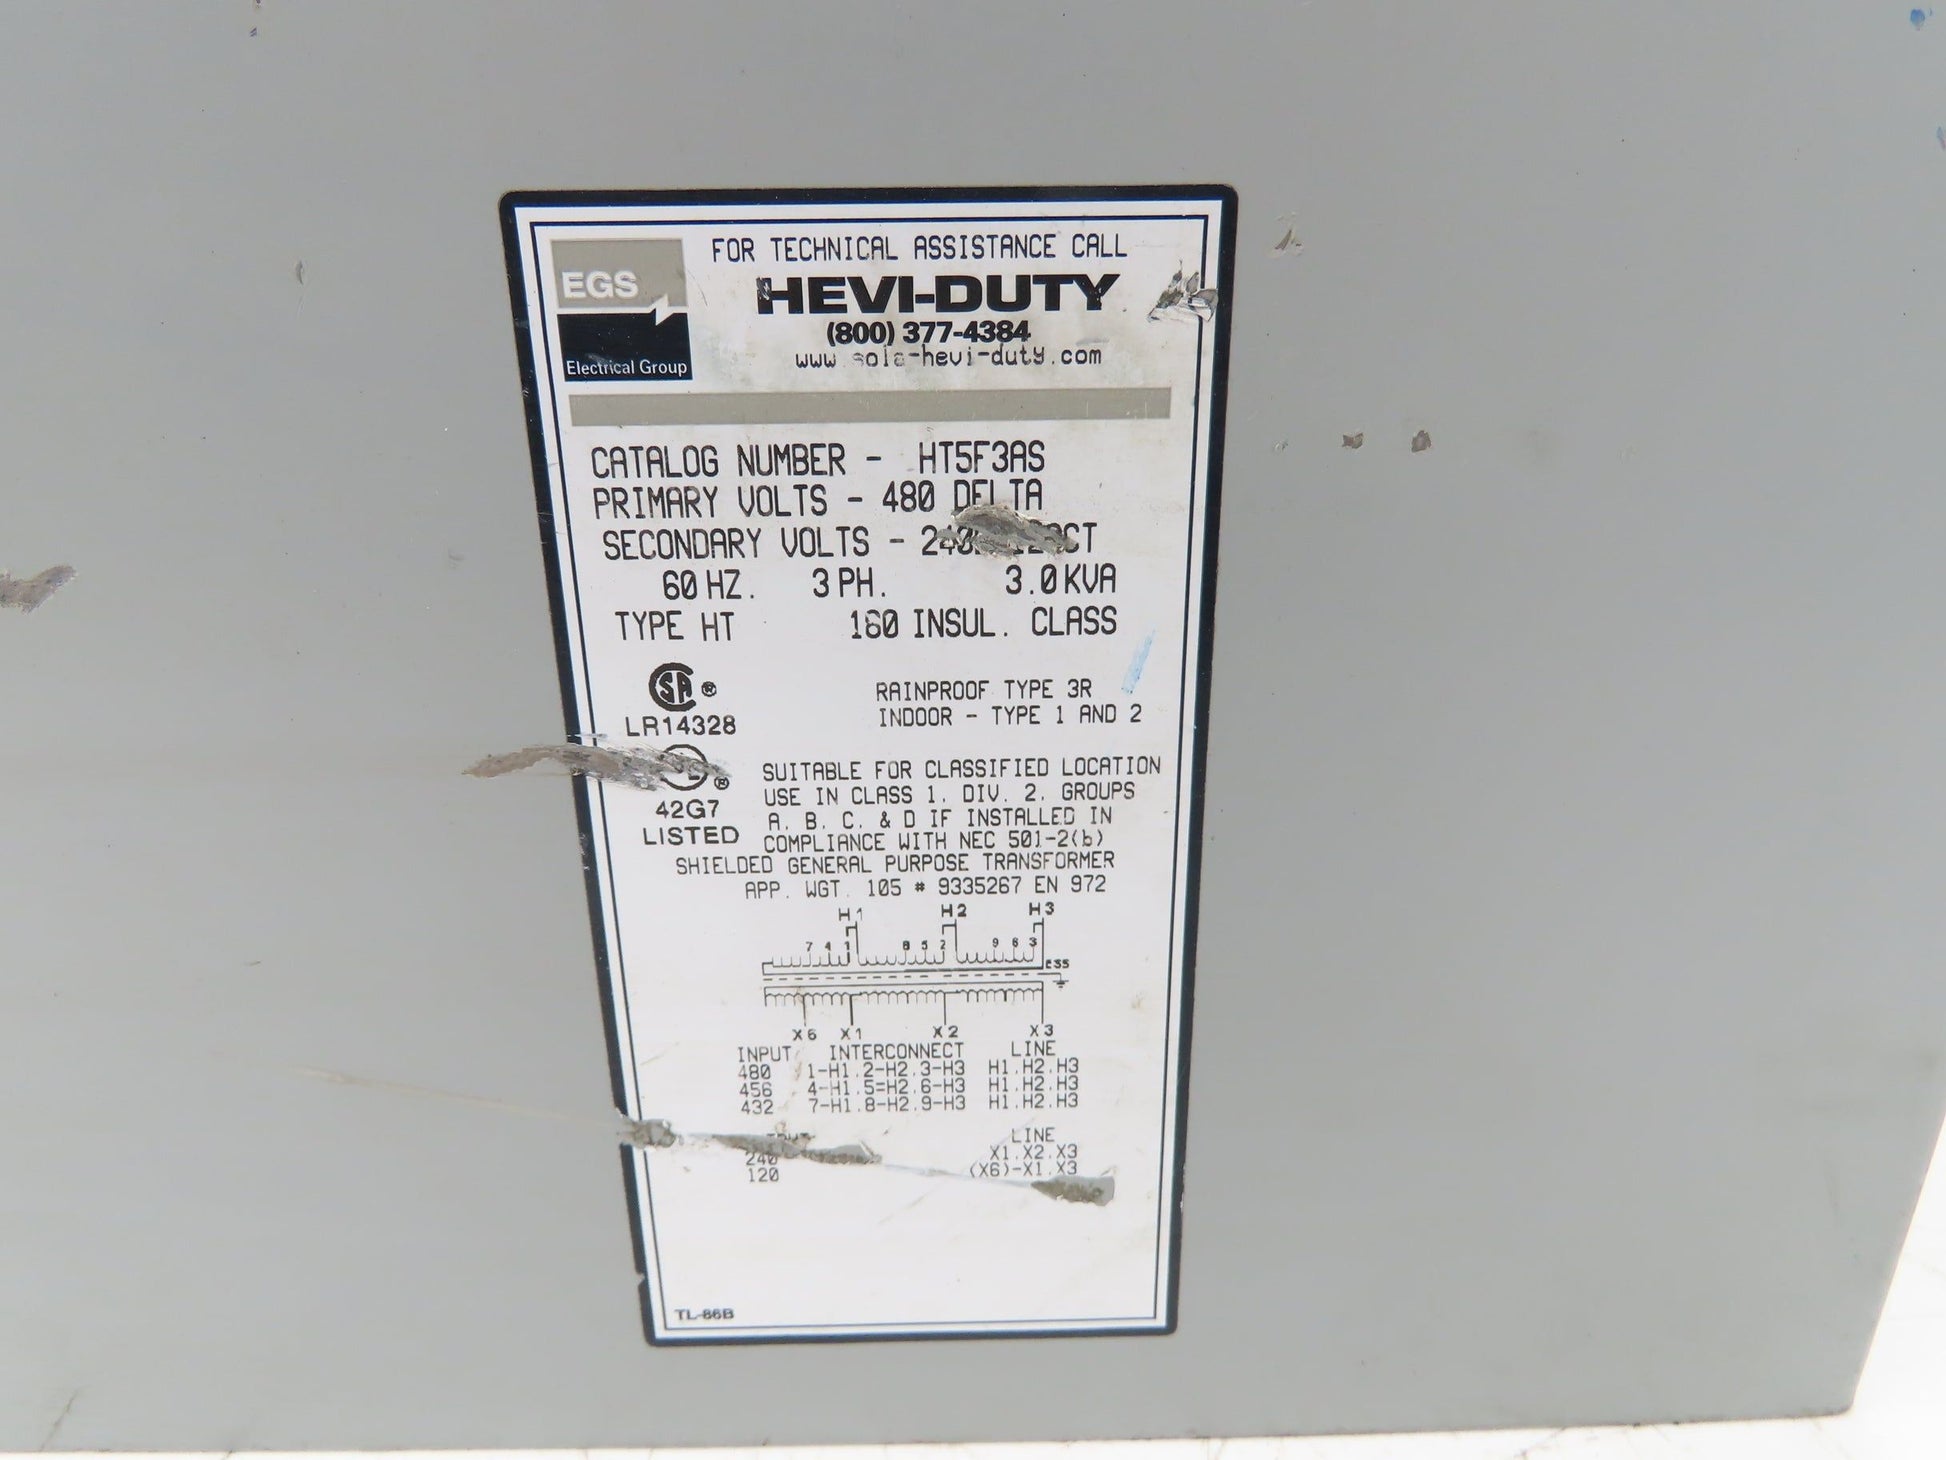 EGS
Electrical Group
FOR TECHNICAL ASSISTANCE CALL
HEVI-DUTY
(800) 377-4384
www.sola-hevi-duty.com
CATALOG NUMBER - HT5F3AS
PRIMARY VOLTS - 480 DELTA
SECONDARY VOLTS -
60 HZ. 3 PH. 3.0 KVA
TYPE HT 160 INSUL. CLASS
SA ®
LR14328
®
42G7
LISTED
RAINPROOF TYPE 3R
INDOOR - TYPE 1 AND 2
SUITABLE FOR CLASSIFIED LOCATION
USE IN CLASS 1, DIV. 2, GROUPS
A, B, C, & D IF INSTALLED IN
COMPLIANCE WITH NEC 501-2(b)
SHIELDED GENERAL PURPOSE TRANSFORMER
APP. WGT. 105 # 9335267 EN 972
H1 H2 H3
7 4 1 8 5 2 9 6 3
X6 X1 X2 X3
INPUT INTERCONNECT LINE
480 1-H1,2-H2,3-H3 H1,H2,H3
456 4-H1,5=H2,6-H3 H1,H2,H3
432 7-H1,8-H2,9-H3 H1,H2,H3
LINE
240 X1,X2,X3
120 (X6)-X1,X3
TL-86B